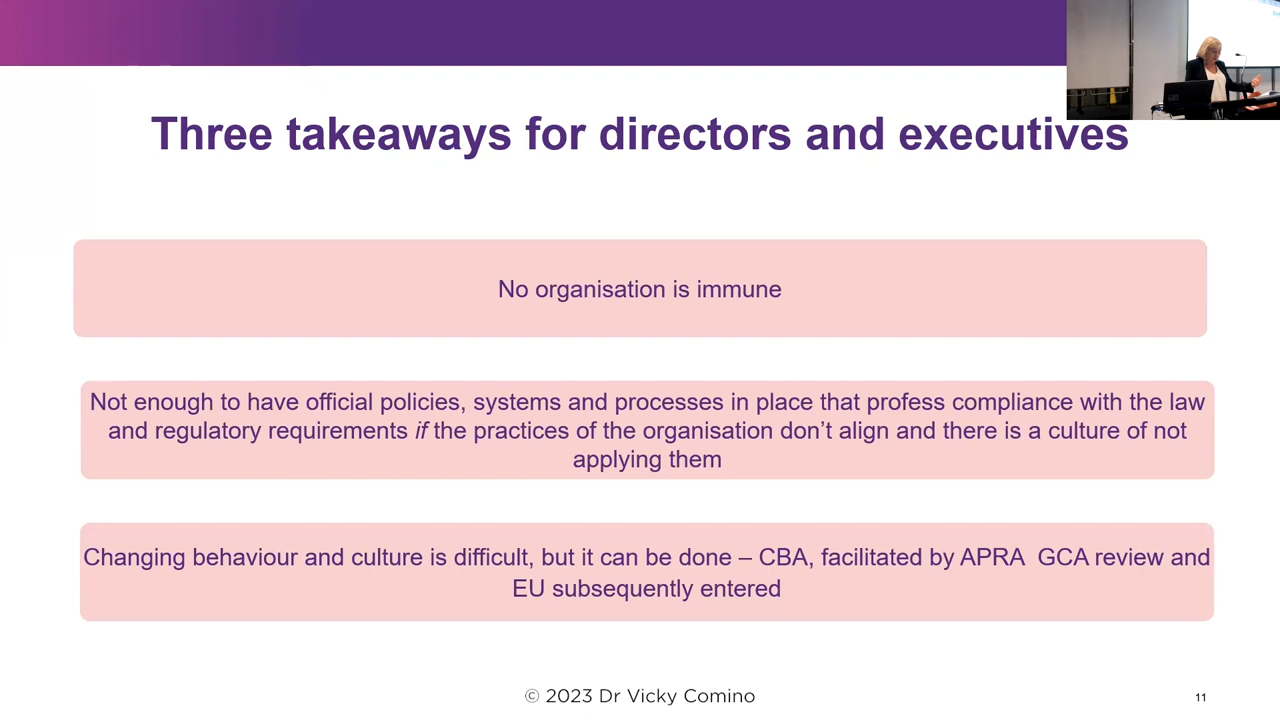 Three takeaways for directors and executives
No organisation is immune
Not enough to have official policies, systems and processes in place that profess compliance with the law
and regulatory requirements if the practices of the organisation don’t align and there is a culture of not
applying them
Changing behaviour and culture is difficult, but it can be done – CBA, facilitated by APRA  GCA review and
EU subsequently entered
© 2023 Dr Vicky Comino
11